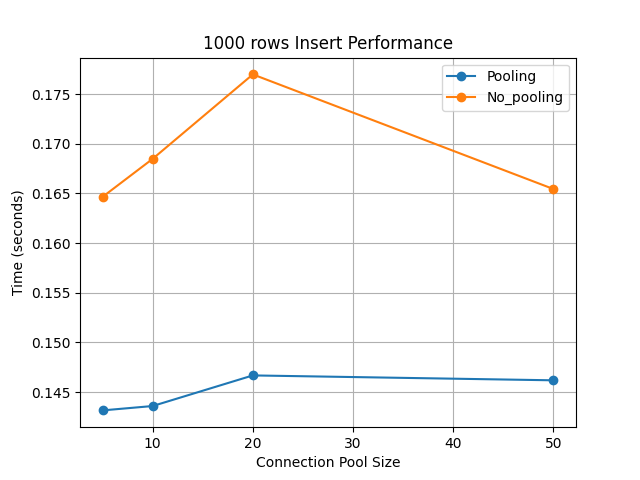 1000 rows Insert Performance
Pooling
No_pooling
0.175
0.170
0.165
0.160
0.155
0.150
0.145
Time (seconds)
10
20
30
40
50
Connection Pool Size